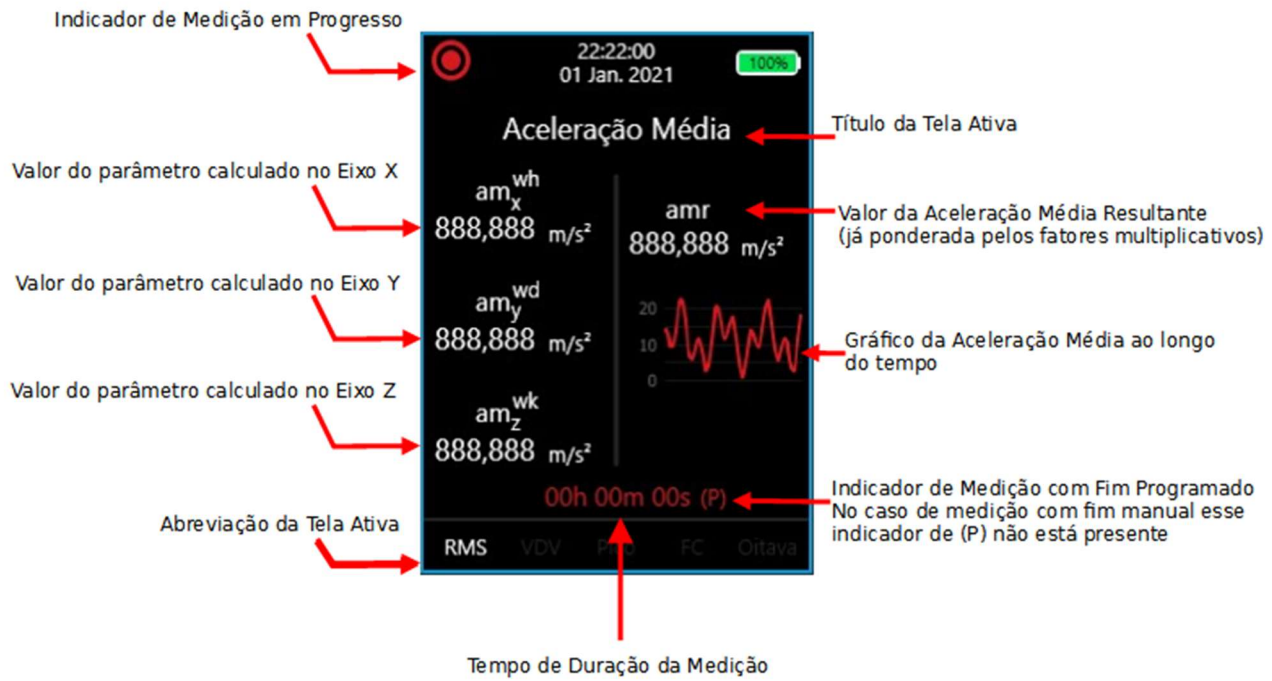 Indicador de Medição em Progresso
22:22:00
01 Jan. 2021
100%
Aceleração Média
Título da Tela Ativa
Valor do parâmetro calculado no Eixo X
am wh x
888,888 m/s²
amr
888,888 m/s²
Valor da Aceleração Média Resultante
(já ponderada pelos fatores multiplicativos)
Valor do parâmetro calculado no Eixo Y
am wd y
888,888 m/s²
20
10
0
Gráfico da Aceleração Média ao longo
do tempo
Valor do parâmetro calculado no Eixo Z
am wk z
888,888 m/s²
00h 00m 00s (P)
Indicador de Medição com Fim Programado
No caso de medição com fim manual esse
indicador de (P) não está presente
Abreviação da Tela Ativa
RMS VDV FC Oitava
Tempo de Duração da Medição